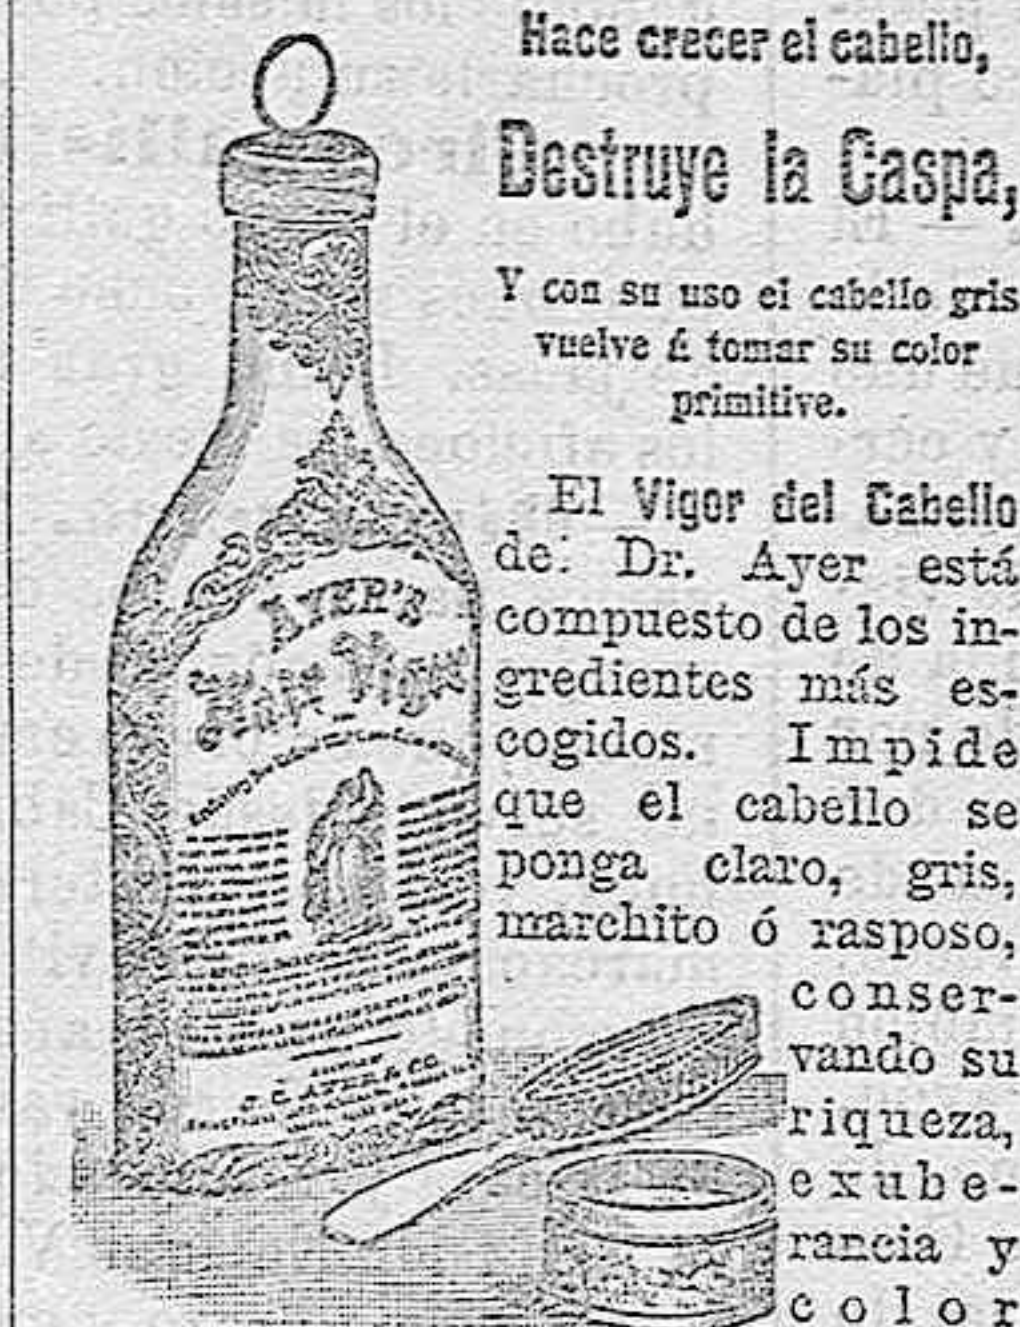 Hace crecer el cabello,
Destruye la Caspa,
Y con su uso el cabello gris
vuelve á tomar su color
primitive.
El Vigor del Cabello
del Dr. Ayer está
compuesto de los in-
gredientes más es-
cogidos. Impide
que el cabello se
ponga claro, gris,
marchito ó rasposo,
conser-
vando su
riqueza,
exube-
rancia y
color
AYER'S
Hair Vigor
J. C. AYER & CO.